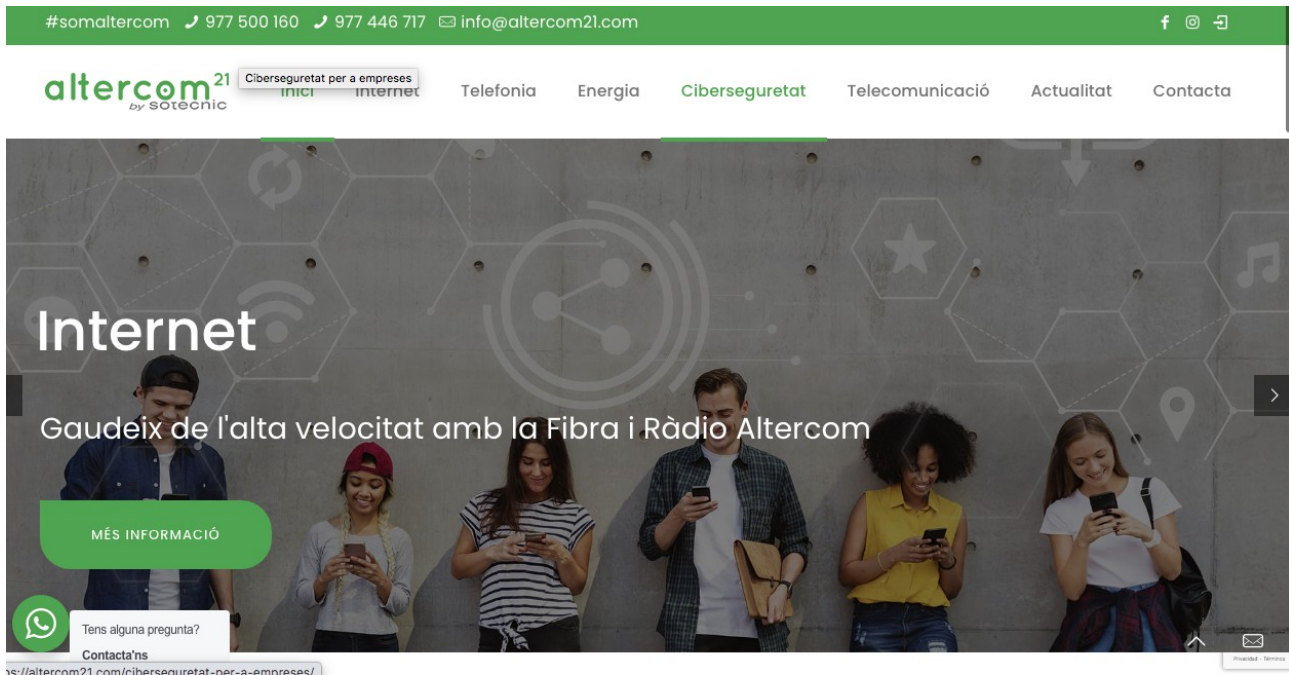 #somaltercom 977 500 160 977 446 717 info@altercom21.com
altercom21
by sotecnic
Ciberseguretat per a empreses
Inici Internet Telefonia Energia Ciberseguretat Telecomunicació Actualitat Contacta
Internet
Gaudeix de l'alta velocitat amb la Fibra i Ràdio Altercom
MÉS INFORMACIÓ
Tens alguna pregunta?
Contacta'ns
Privacidad - Términos
ps://altercom21.com/ciberseguretat-per-a-empreses/